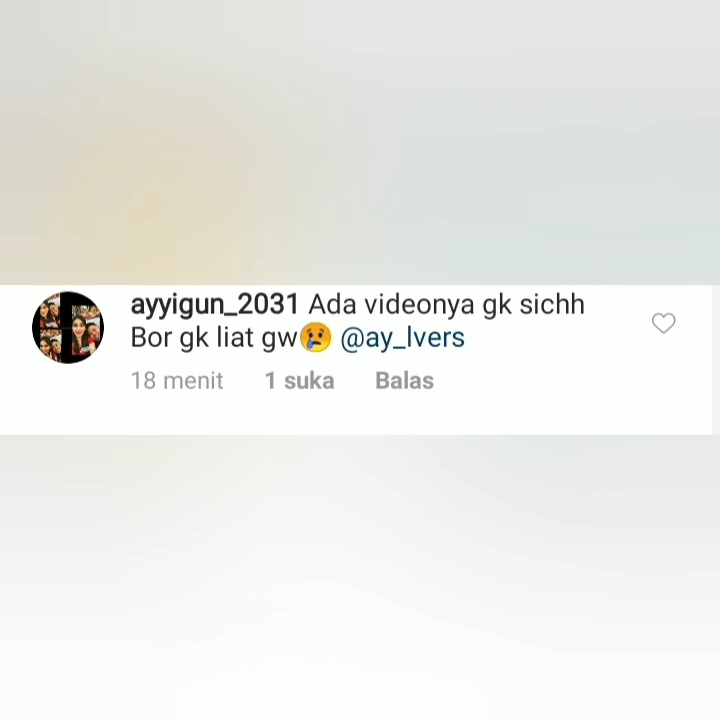 ayyigun_2031 Ada videonya gk sichh
Bor gk liat gw😢 @ay_lvers
18 menit 1 suka Balas